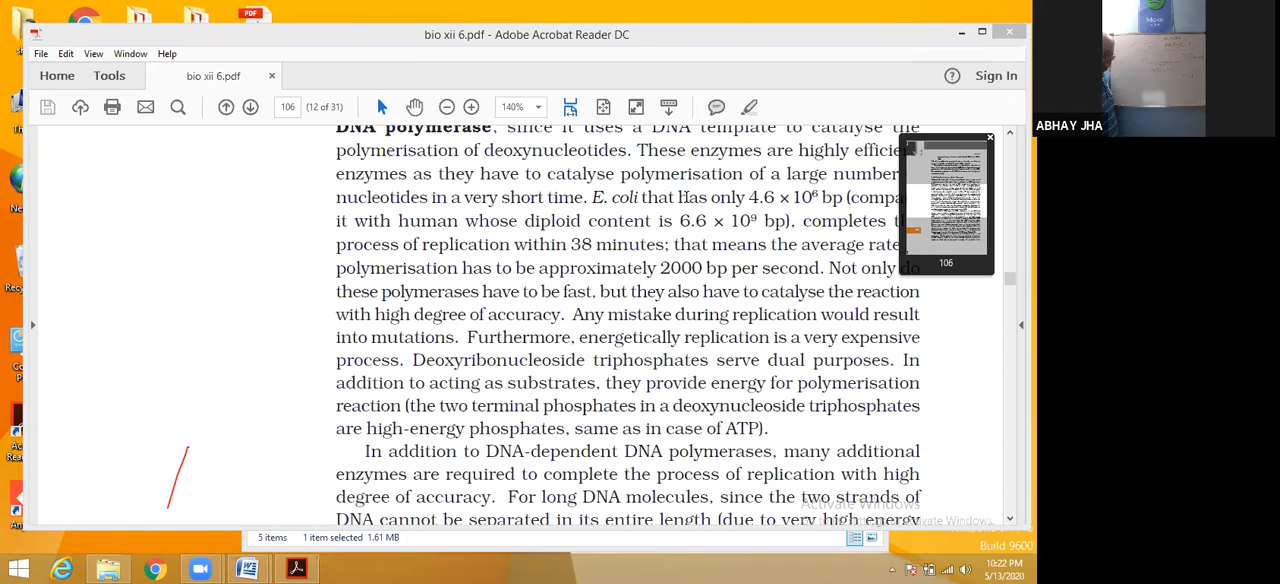 PDF
bio xii 6.pdf - Adobe Acrobat Reader DC
File Edit View Window Help
Home Tools bio xii 6.pdf × ? Sign In
106 (12 of 31) 140%
DNA polymerase, since it uses a DNA template to catalyse the
polymerisation of deoxynucleotides. These enzymes are highly efficie
enzymes as they have to catalyse polymerisation of a large number
nucleotides in a very short time. E. coli that has only 4.6 × 10⁶ bp (compa
it with human whose diploid content is 6.6 × 10⁹ bp), completes th
process of replication within 38 minutes; that means the average rate
polymerisation has to be approximately 2000 bp per second. Not only do
these polymerases have to be fast, but they also have to catalyse the reaction
with high degree of accuracy. Any mistake during replication would result
into mutations. Furthermore, energetically replication is a very expensive
process. Deoxyribonucleoside triphosphates serve dual purposes. In
addition to acting as substrates, they provide energy for polymerisation
reaction (the two terminal phosphates in a deoxynucleoside triphosphates
are high-energy phosphates, same as in case of ATP).
In addition to DNA-dependent DNA polymerases, many additional
enzymes are required to complete the process of replication with high
degree of accuracy. For long DNA molecules, since the two strands of
DNA cannot be separated in its entire length (due to very high energy
106
ABHAY JHA
Activate Windows
5 items 1 item selected 1.61 MB
Build 9600
10:22 PM
5/13/2020